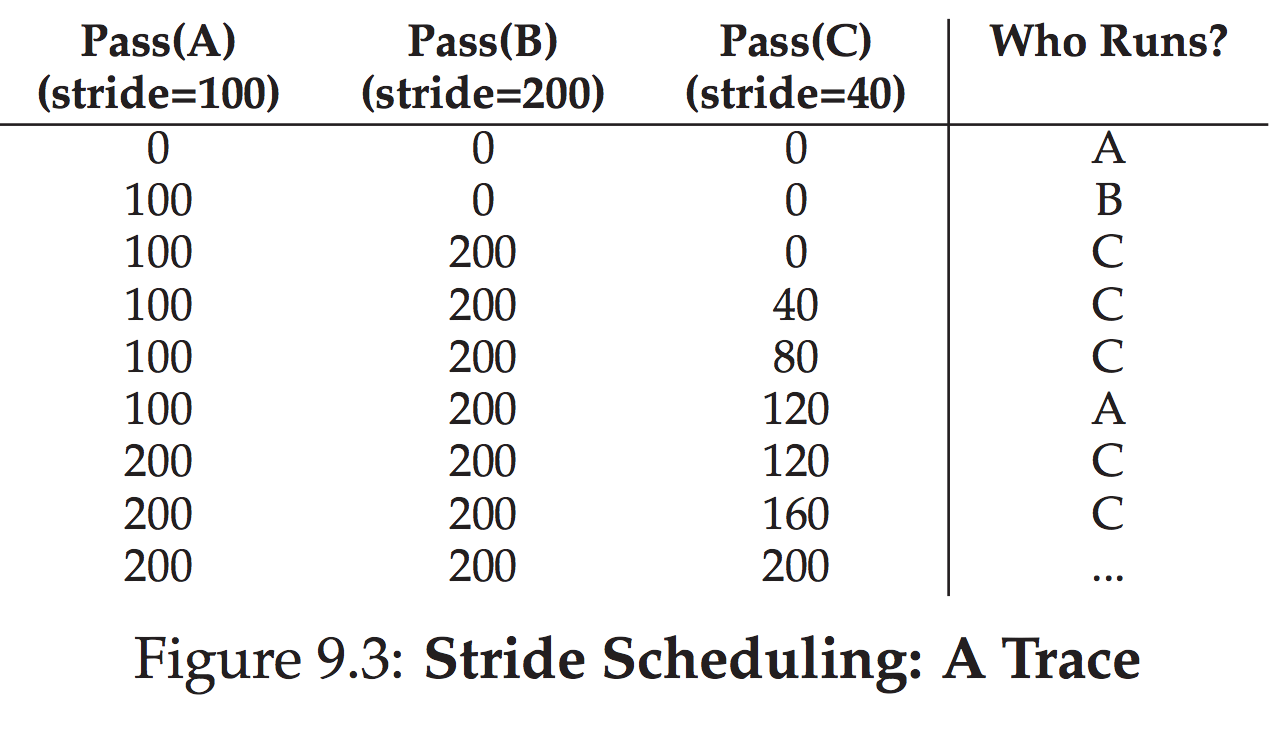 Pass(A) Pass(B) Pass(C) Who Runs?
(stride=100) (stride=200) (stride=40)
0 0 0 A
100 0 0 B
100 200 0 C
100 200 40 C
100 200 80 C
100 200 120 A
200 200 120 C
200 200 160 C
200 200 200 ...
Figure 9.3: Stride Scheduling: A Trace